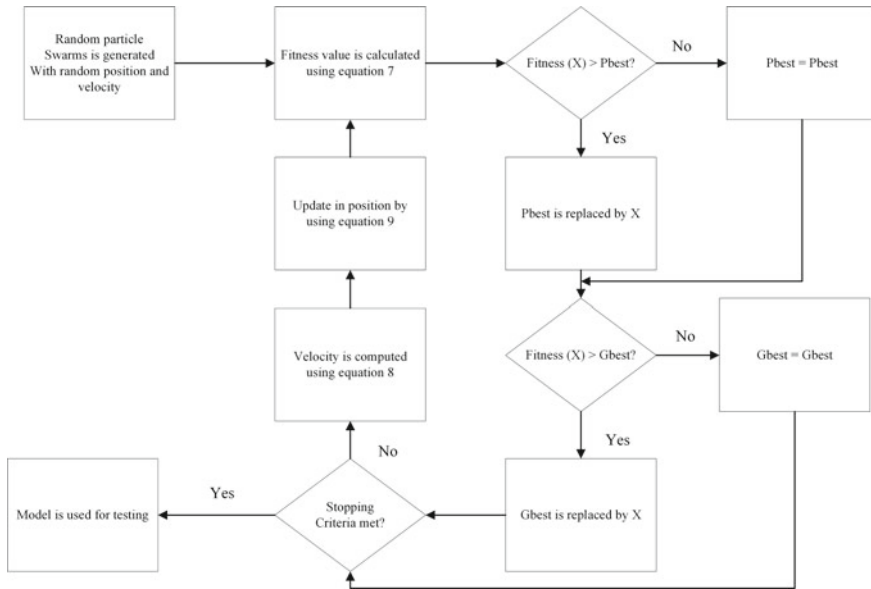 Random particle
Swarms is generated
With random position and
velocity
Fitness value is calculated
using equation 7
Fitness (X) > Pbest?
No
Pbest = Pbest
Yes
Update in position by
using equation 9
Pbest is replaced by X
Velocity is computed
using equation 8
Fitness (X) > Gbest?
No
Gbest = Gbest
Yes
No
Yes
Model is used for testing
Stopping
Criteria met?
Gbest is replaced by X